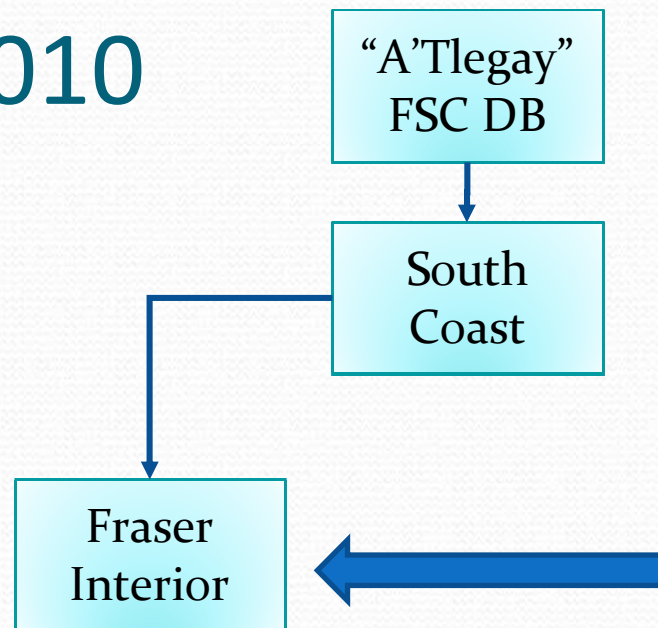 010
“A’Tlegay”
FSC DB
South
Coast
Fraser
Interior